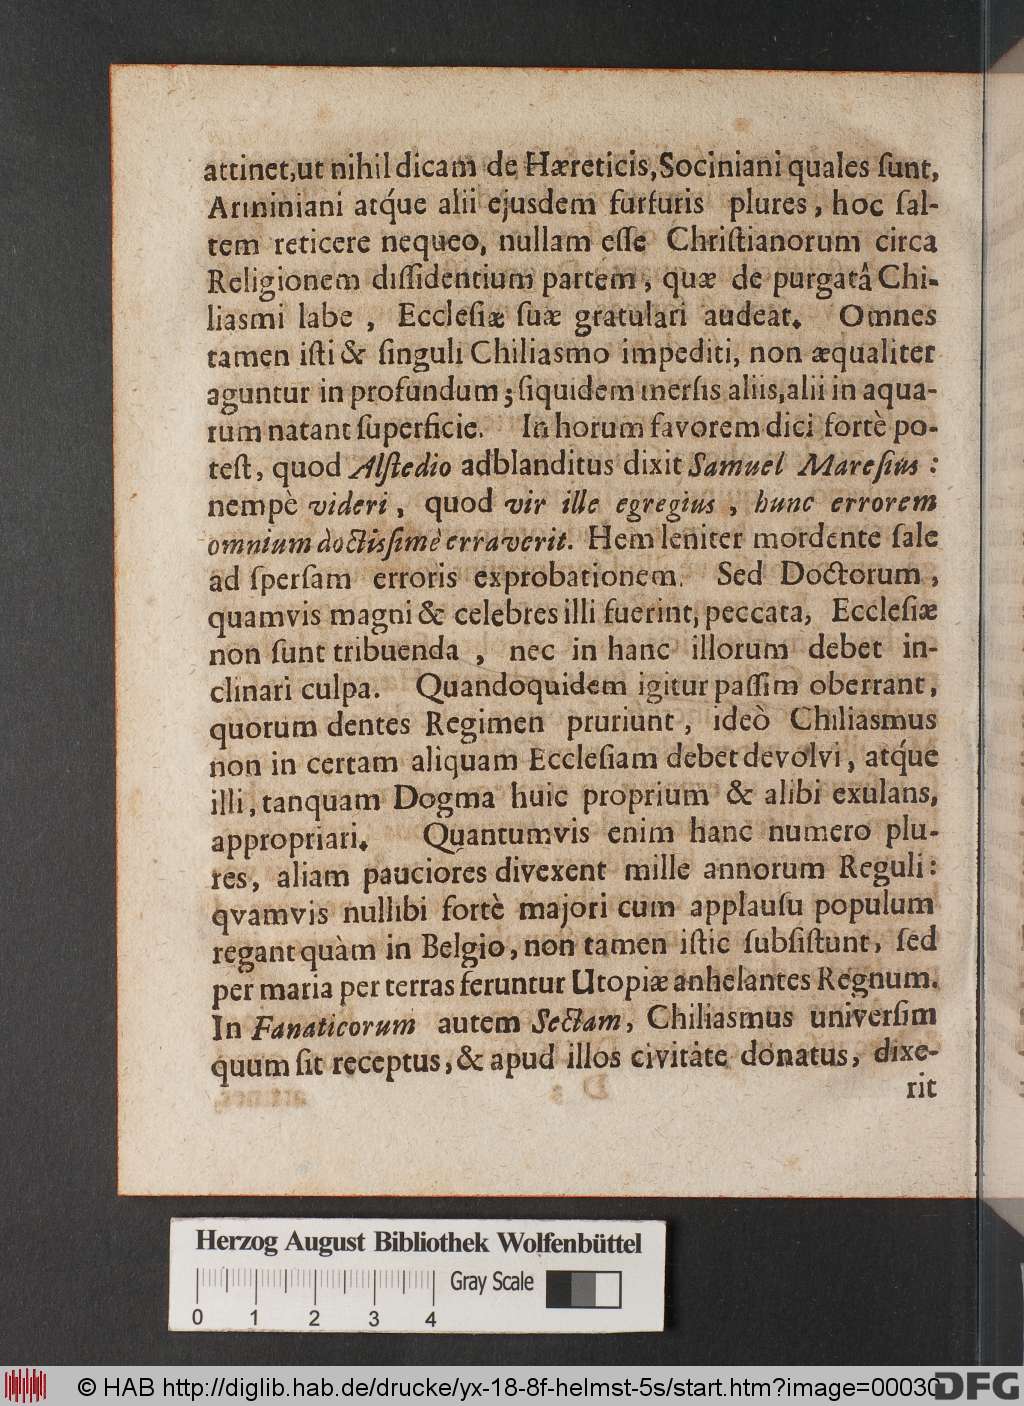 attinet,ut nihil dicam de Hæreticis,Sociniani quales ſunt,
Arminiani atq́ue alii ejusdem furfuris plures, hoc ſal-
tem reticere nequeo, nullam eſſe Chriſtianorum circa
Religionem diſſidentium partem, quæ de purgatâ Chi-
liasmi labe , Eccleſiæ ſuæ gratulari audeat. Omnes
tamen iſti & ſinguli Chiliasmo impediti, non æqualiter
aguntur in profundum; ſiquidem merſis aliis,alii in aqua-
rum natant ſuperficie. In horum favorem dici fortè po-
teſt, quod Alſtedio adblanditus dixit Samuel Mareſius :
nempè videri, quod vir ille egregius , hunc errorem
omnium doctisſimè erraverit. Hem leniter mordente ſale
ad ſperſam erroris exprobationem. Sed Doctorum,
quamvis magni & celebres illi fuerint, peccata, Eccleſiæ
non ſunt tribuenda , nec in hanc illorum debet in-
clinari culpa. Quandoquidem igitur paſſim oberrant,
quorum dentes Regimen pruriunt, ideò Chiliasmus
non in certam aliquam Eccleſiam debet devolvi, atq́ue
illi, tanquam Dogma huic proprium & alibi exulans,
appropriari. Quantumvis enim hanc numero plu-
res, aliam pauciores divexent mille annorum Reguli:
qvamvis nullibi fortè majori cum applauſu populum
regant quàm in Belgio, non tamen iſtic ſubſiſtunt, ſed
per maria per terras feruntur Utopiæ anhelantes Regnum.
In Fanaticorum autem Sectam, Chiliasmus univerſim
quum ſit receptus, & apud illos civitate donatus, dixe-
rit
Herzog August Bibliothek Wolfenbüttel
Gray Scale
0 1 2 3 4
© HAB http://diglib.hab.de/drucke/yx-18-8f-helmst-5s/start.htm?image=00030
DFG